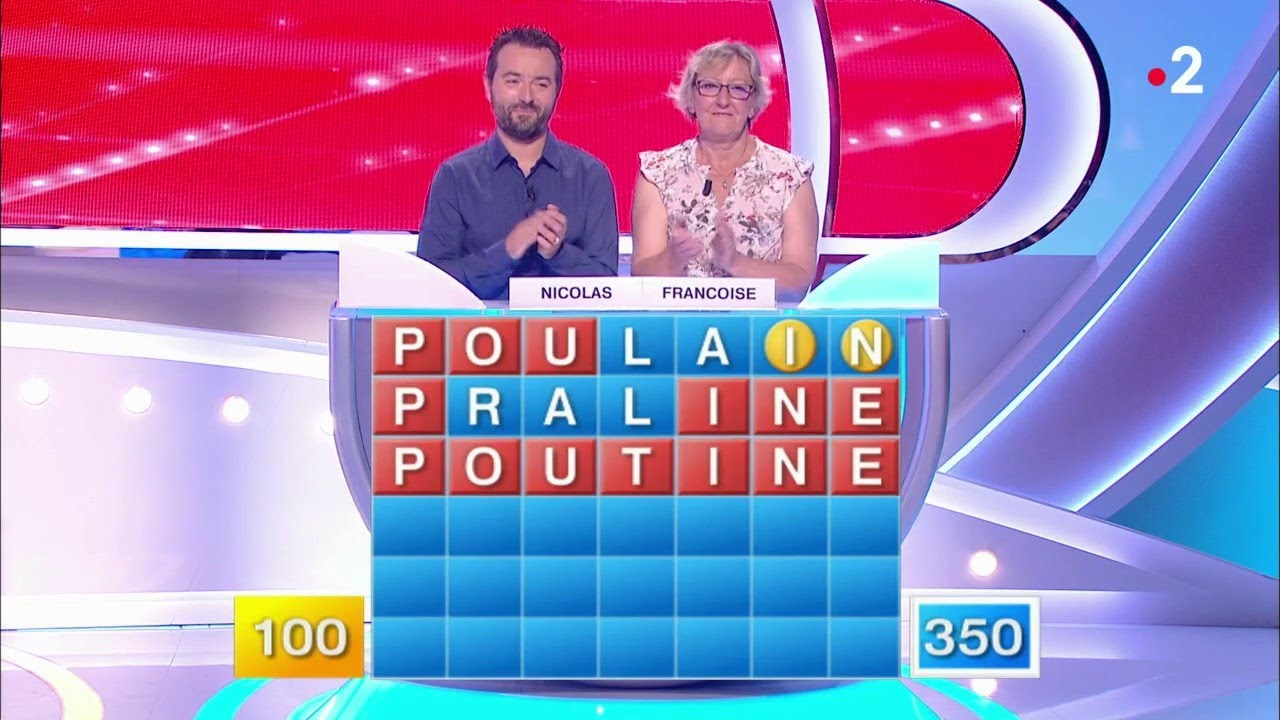 2
NICOLAS FRANCOISE
POULAIN
PRALINE
POUTINE
100 350